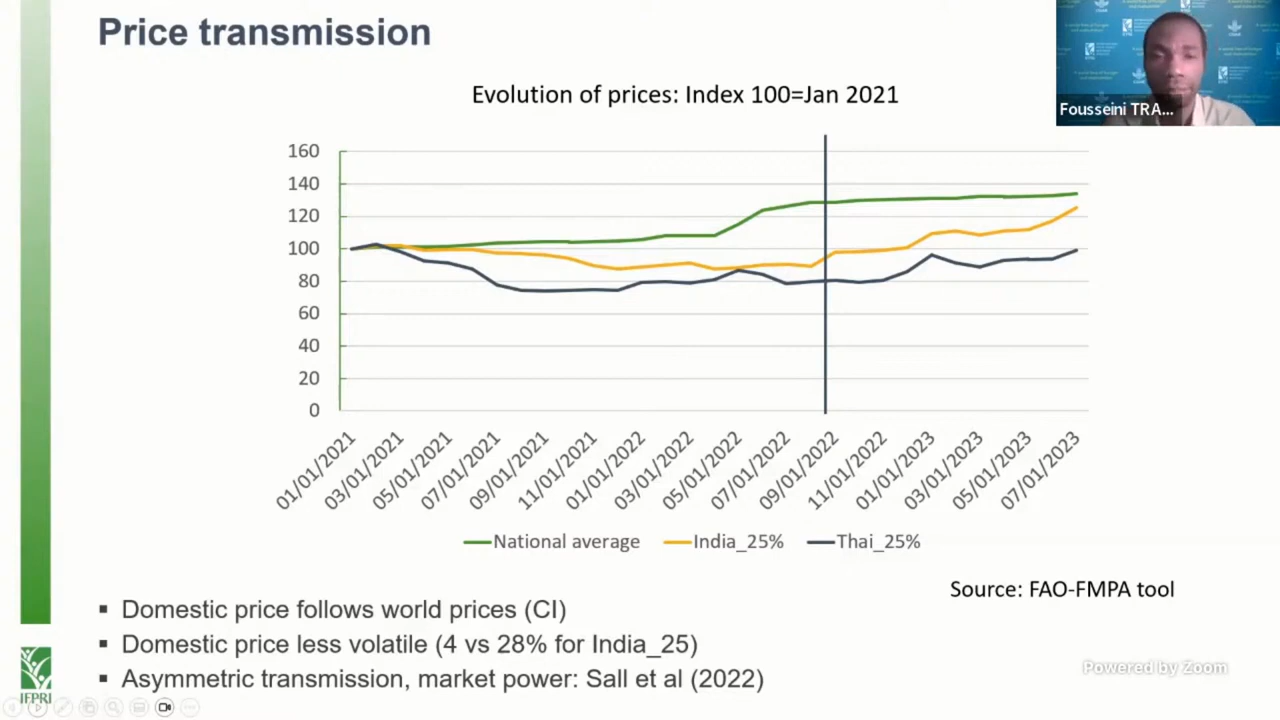 Price transmission
Fousseini TRA...
Evolution of prices: Index 100=Jan 2021
160
140
120
100
80
60
40
20
0
01/01/2021
03/01/2021
05/01/2021
07/01/2021
09/01/2021
11/01/2021
01/01/2022
03/01/2022
05/01/2022
07/01/2022
09/01/2022
11/01/2022
01/01/2023
03/01/2023
05/01/2023
07/01/2023
National average India_25% Thai_25%
Source: FAO-FMPA tool
▪ Domestic price follows world prices (CI)
▪ Domestic price less volatile (4 vs 28% for India_25)
▪ Asymmetric transmission, market power: Sall et al (2022)
IFPRI
Powered by Zoom